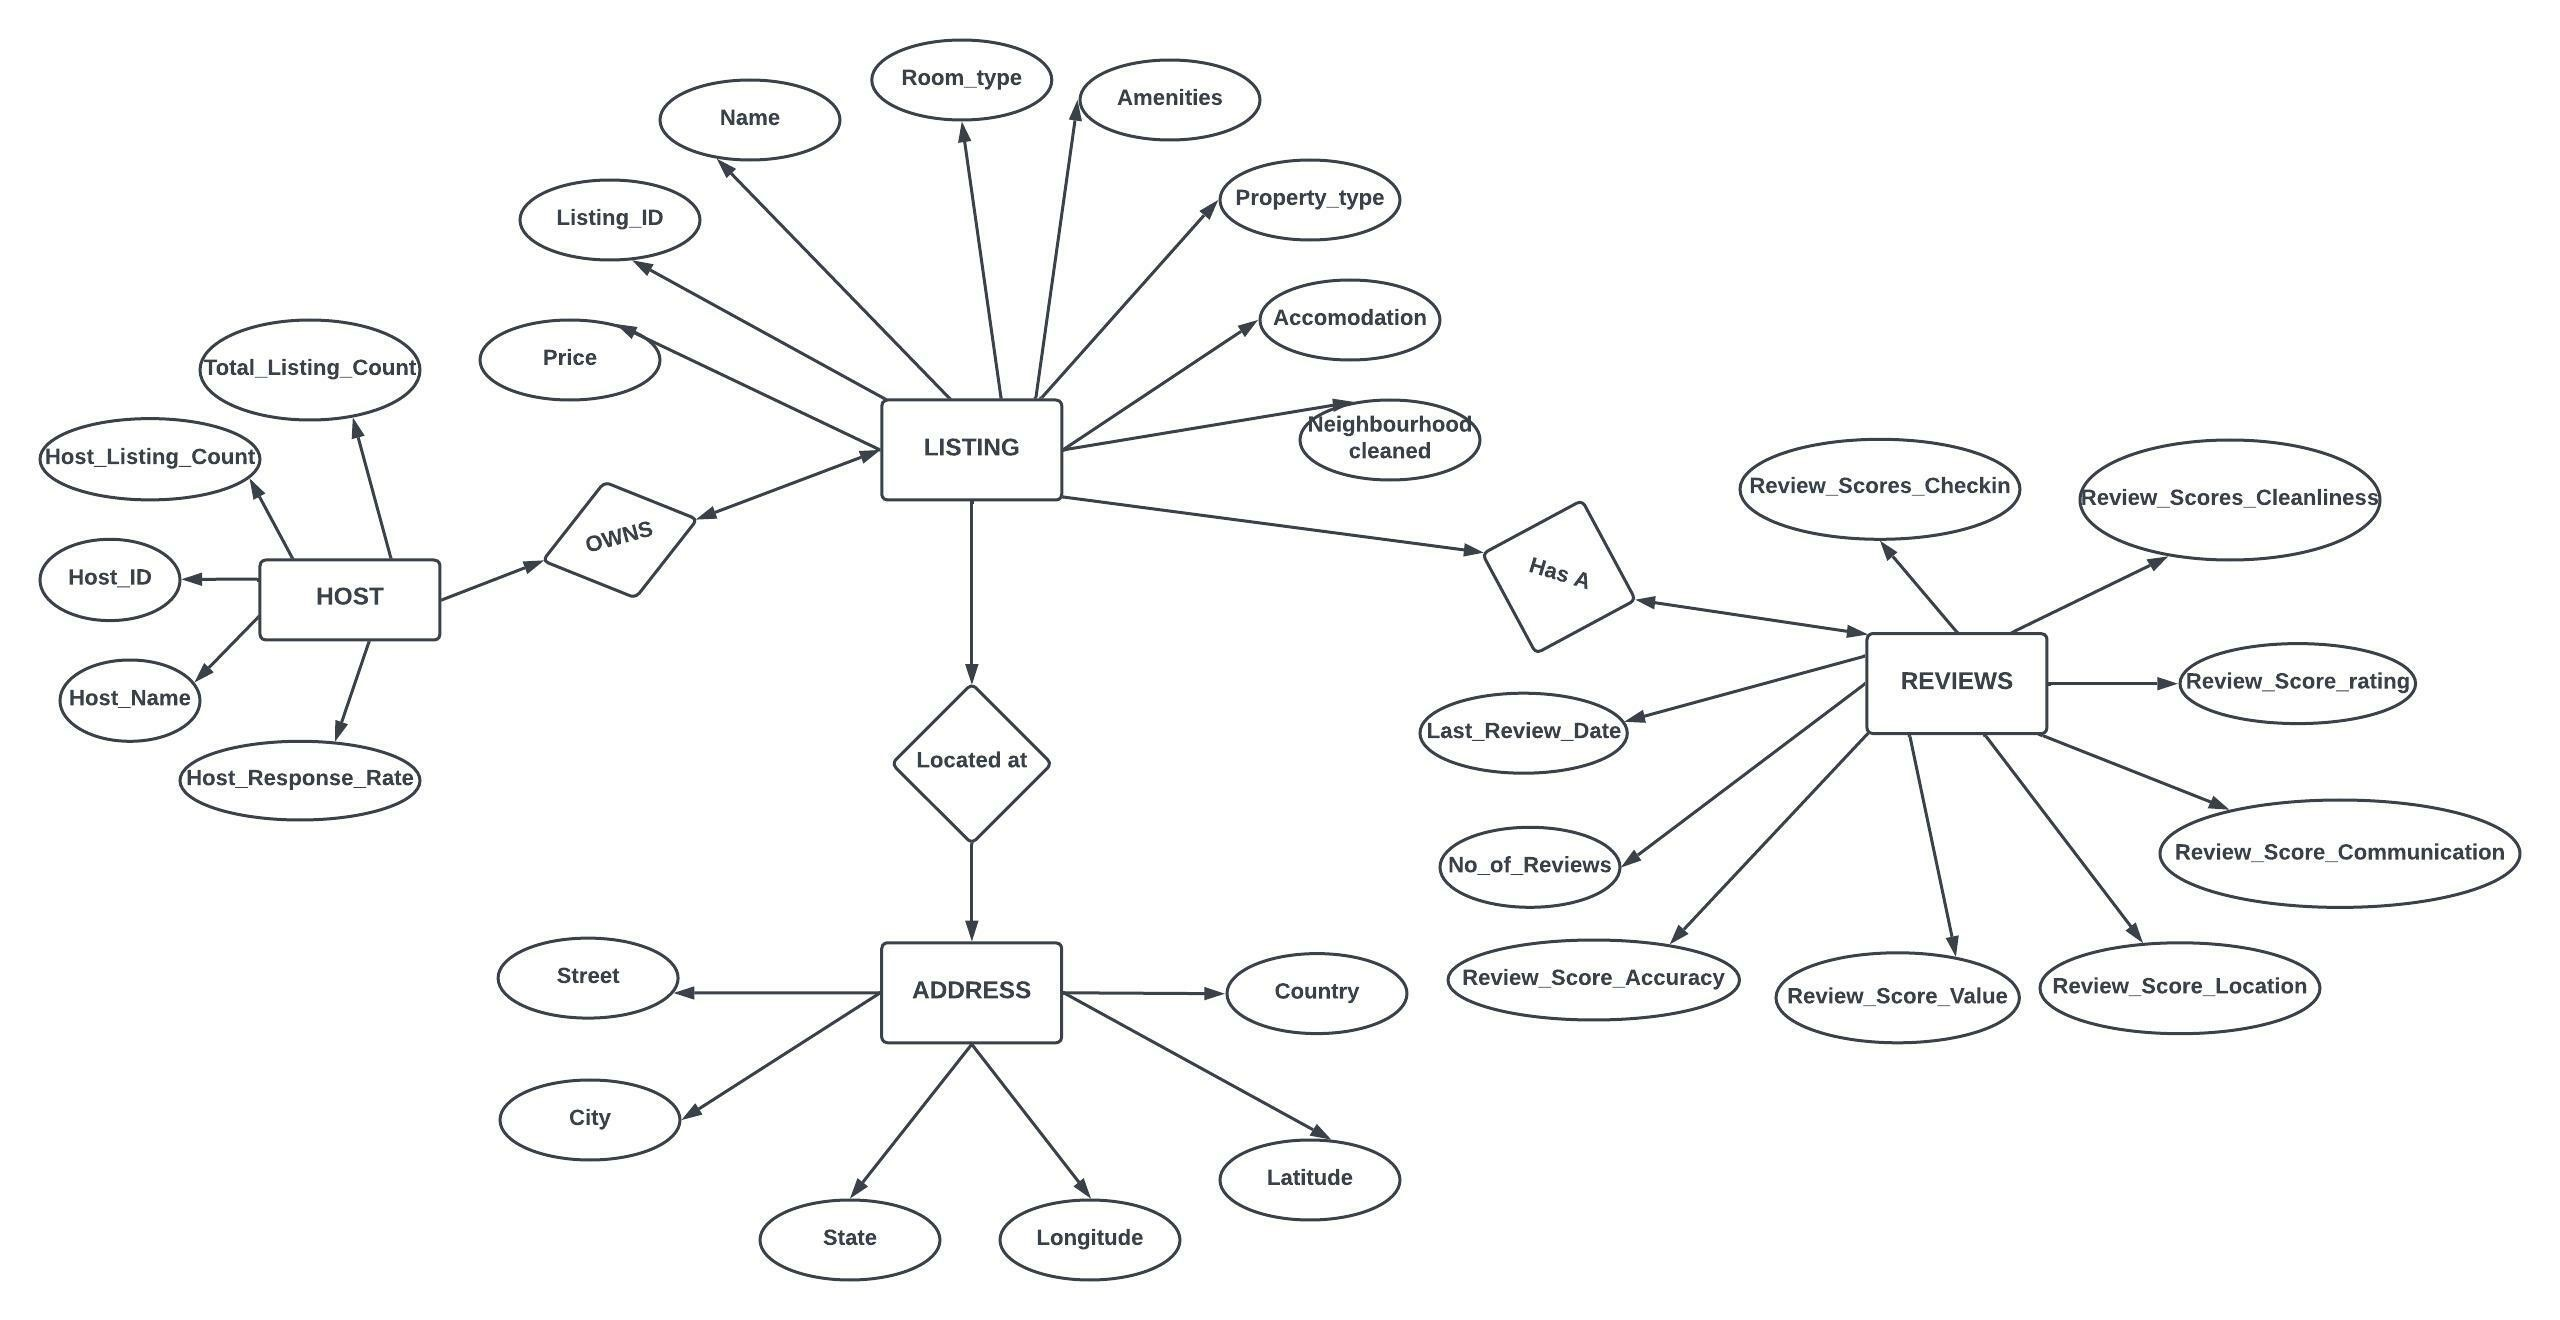 Room_type
Amenities
Name
Property_type
Listing_ID
Accomodation
Price
Total_Listing_Count
Neighbourhood
cleaned
LISTING
Host_Listing_Count
Review_Scores_Checkin
Review_Scores_Cleanliness
OWNS
Has A
Host_ID
HOST
REVIEWS
Review_Score_rating
Host_Name
Last_Review_Date
Located at
Host_Response_Rate
Review_Score_Communication
No_of_Reviews
Street
ADDRESS
Country
Review_Score_Accuracy
Review_Score_Value
Review_Score_Location
City
Latitude
State
Longitude